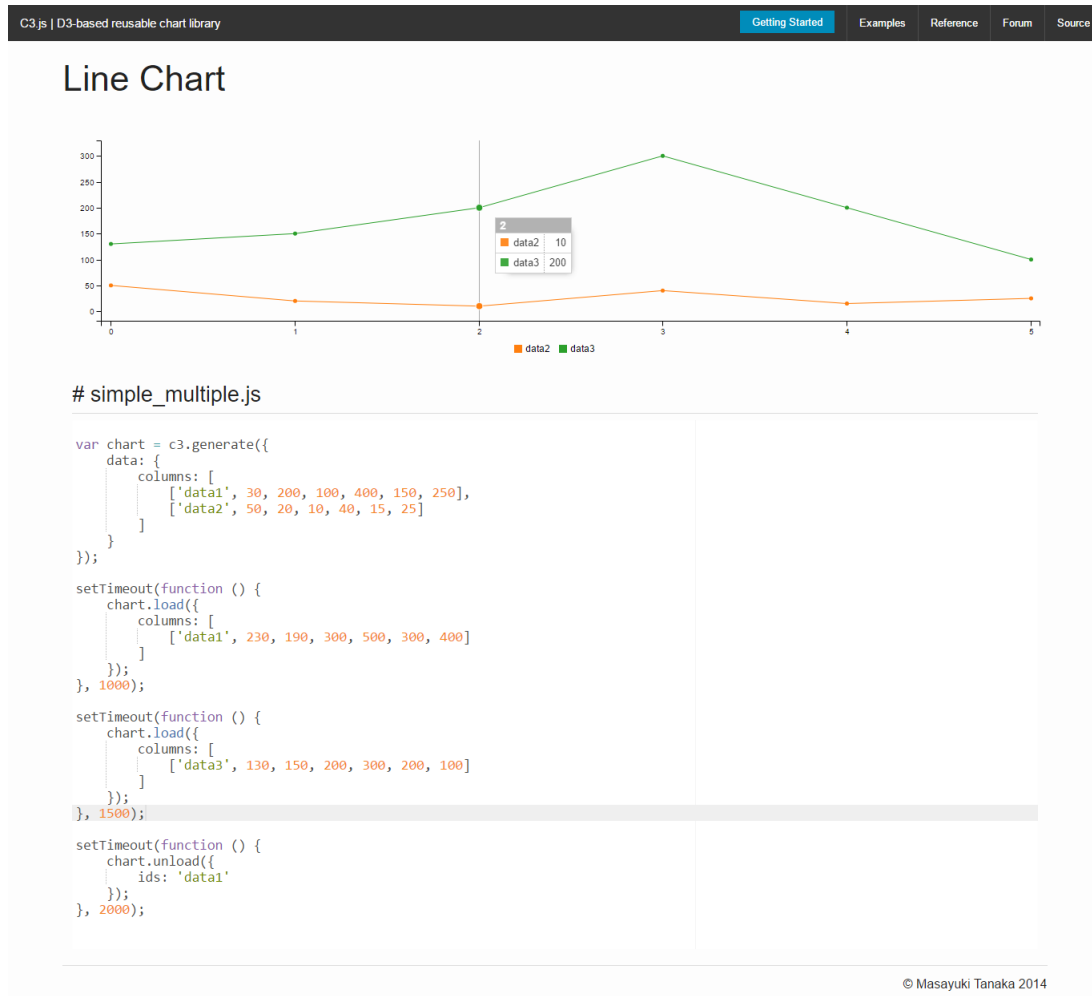 C3.js | D3-based reusable chart library
Getting Started
Examples
Reference
Forum
Source
Line Chart
300
250
200
150
100
50
0
2
data2 10
data3 200
0 1 2 3 4 5
data2 data3
# simple_multiple.js
var chart = c3.generate({
    data: {
        columns: [
            ['data1', 30, 200, 100, 400, 150, 250],
            ['data2', 50, 20, 10, 40, 15, 25]
        ]
    }
});
setTimeout(function () {
    chart.load({
        columns: [
            ['data1', 230, 190, 300, 500, 300, 400]
        ]
    });
}, 1000);
setTimeout(function () {
    chart.load({
        columns: [
            ['data3', 130, 150, 200, 300, 200, 100]
        ]
    });
}, 1500);
setTimeout(function () {
    chart.unload({
        ids: 'data1'
    });
}, 2000);
© Masayuki Tanaka 2014